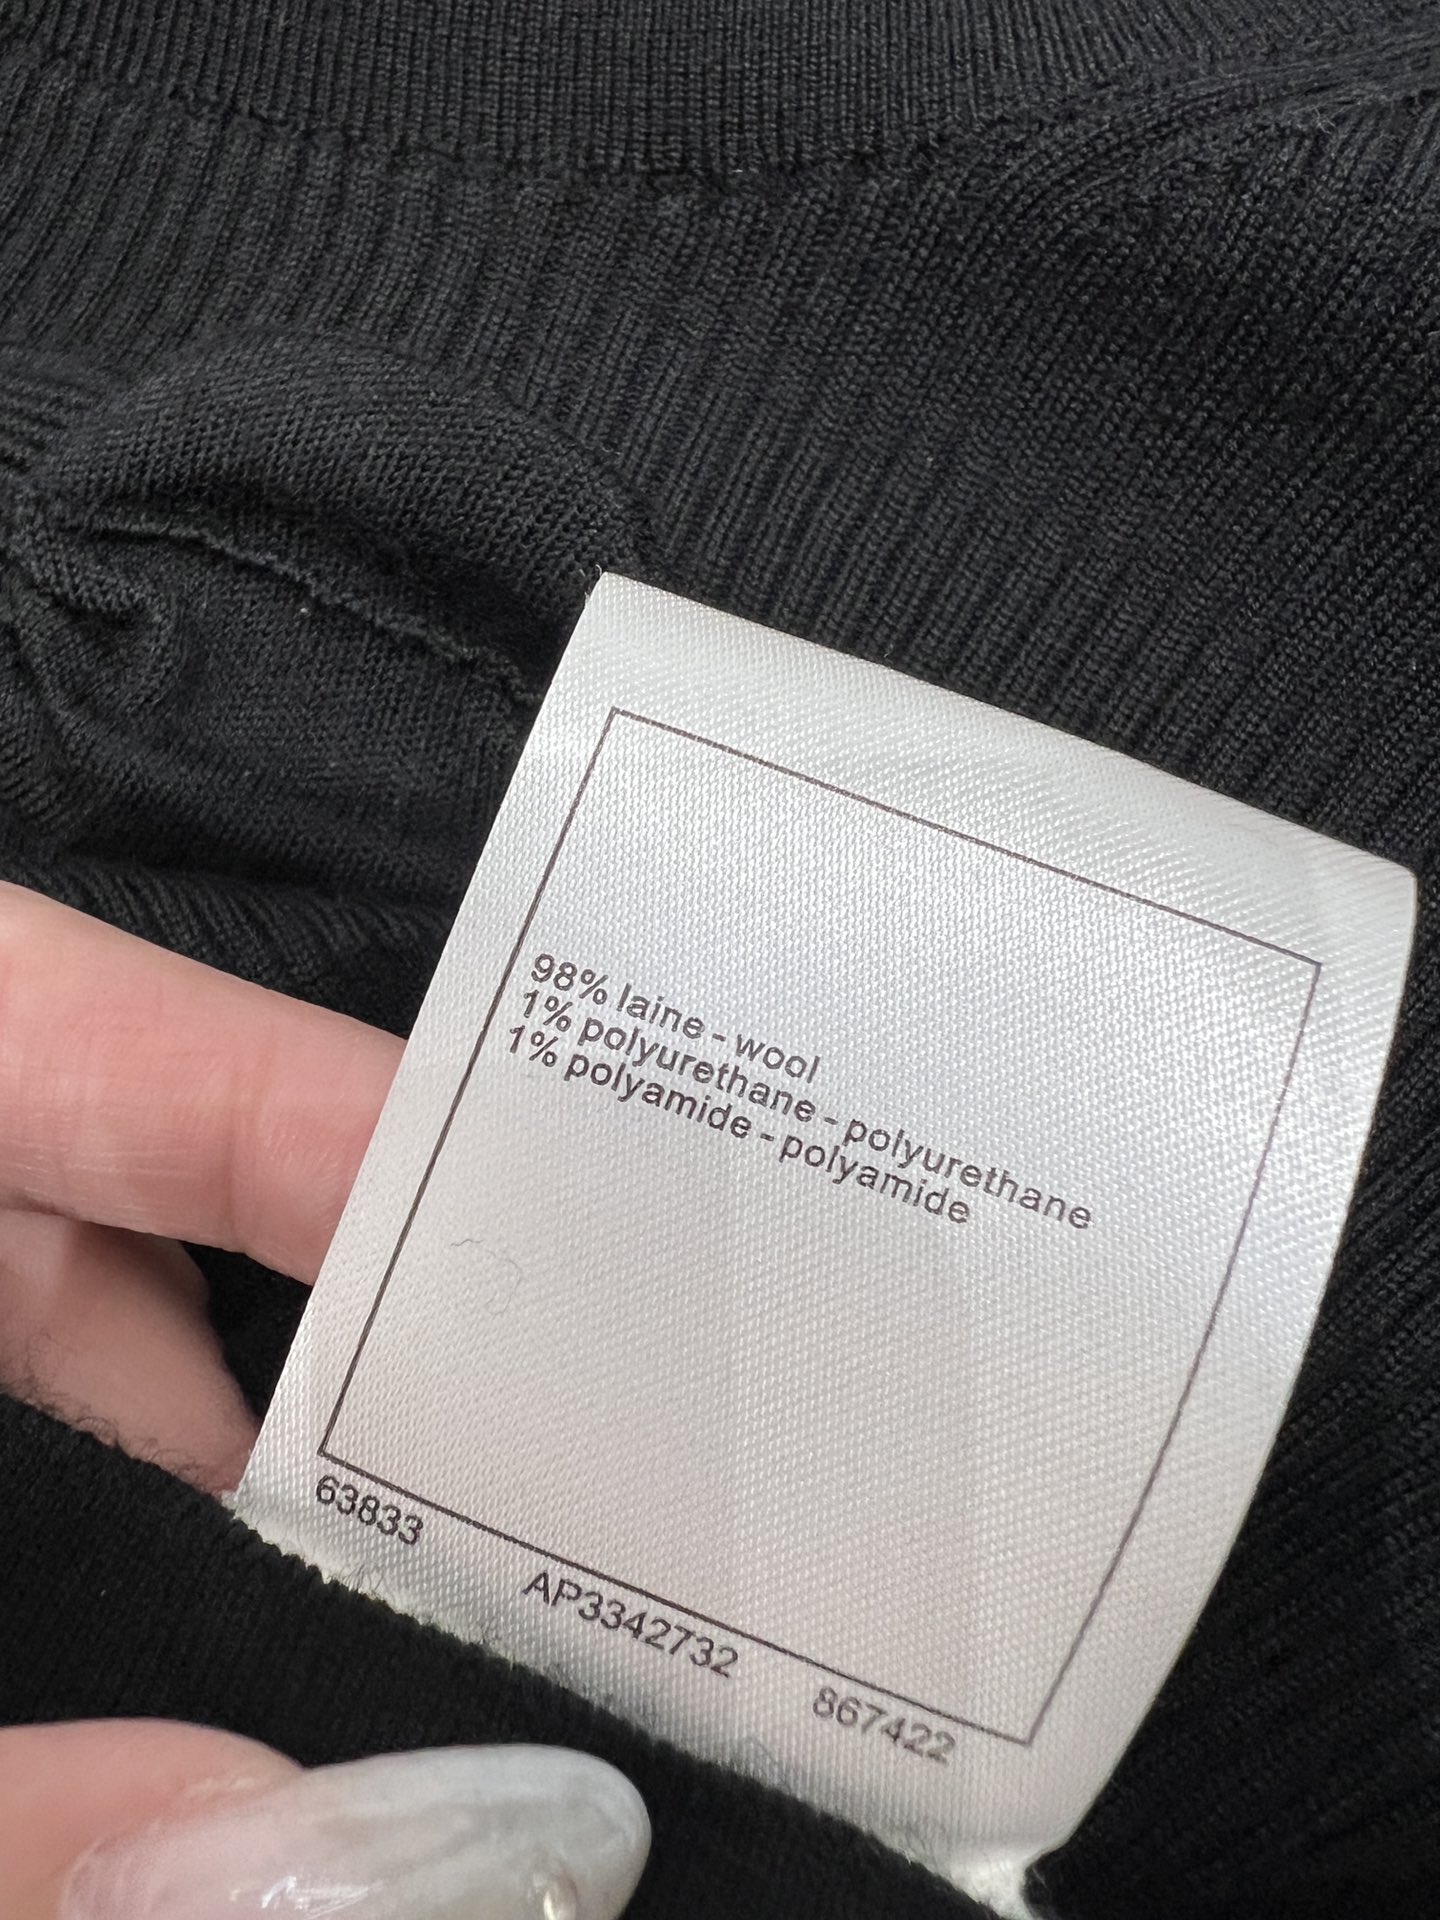 98% laine - wool
1% polyurethane - polyurethane
1% polyamide - polyamide
63833 AP3342732 867422